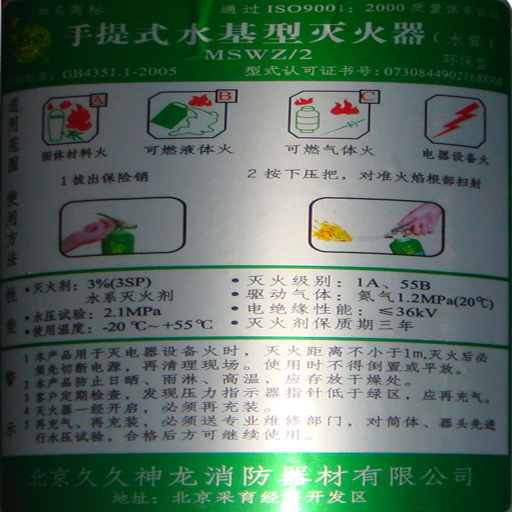 知名商标 通过ISO9001：2000质量体系认证
手提式水基型灭火器（水雾）
MSWZ/2 环保型
GB4351.1-2005 型式认可证书号：073084490216ROM
适用范围
A B C
固体材料火 可燃液体火 可燃气体火 电器设备火
使用方法
1 拔出保险销 2 按下压把，对准火焰根部扫射
性能
• 灭火剂：3%(3SP) • 灭火级别：1A、55B
水系灭火剂 • 驱动气体：氮气1.2MPa(20℃)
• 水压试验：2.1MPa • 电绝缘性能：≤36kV
• 使用温度：-20℃~+55℃ • 灭火剂保质期三年
警示
1 本产品用于灭电器设备火时，灭火距离不小于1m,灭火后必
须先切断电源，再清理现场。使用时不得倒置或平放。
2 本产品防止日晒、雨淋、高温，应存放干燥处。
3 客户定期检查，发现压力指示器指针低于绿区，应再充气。
4 灭火器一经开启，必须再充装。
5 再充气、再充装，必须送专业维修部门，对筒体、器头先进
行水压试验，合格后方可继续使用。
北京久久神龙消防器材有限公司
地址：北京采育经济开发区